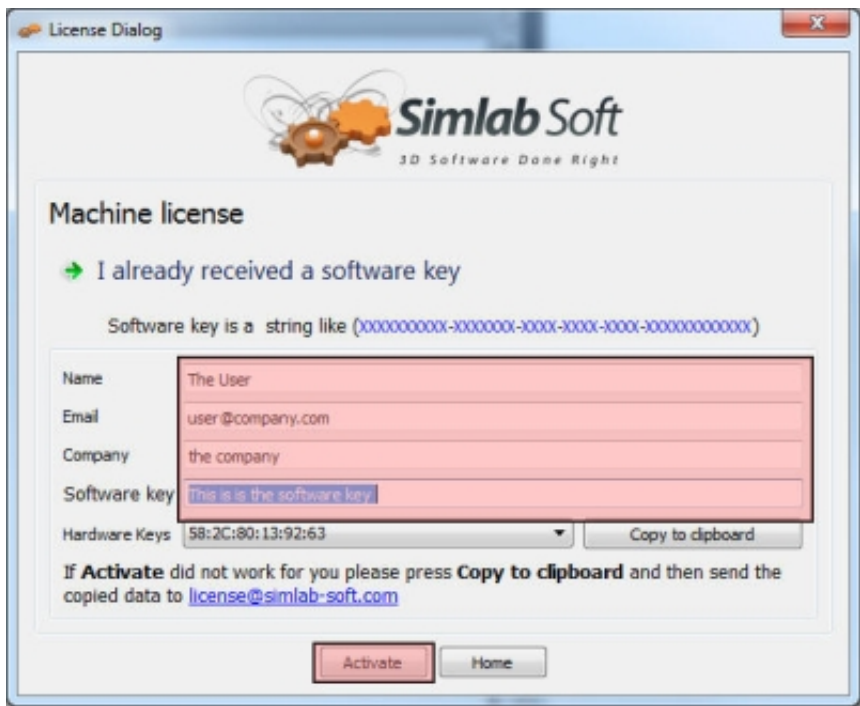 License Dialog
Simlab Soft
3D Software Done Right
Machine license
I already received a software key
Software key is a string like (XXXXXXXXXX-XXXXXXX-XXXX-XXXX-XXXX-XXXXXXXXXXXX)
Name The User
Email user@company.com
Company the company
Software key This is is the software key
Hardware Keys 58:2C:80:13:92:63 Copy to clipboard
If Activate did not work for you please press Copy to clipboard and then send the
copied data to license@simlab-soft.com
Activate Home